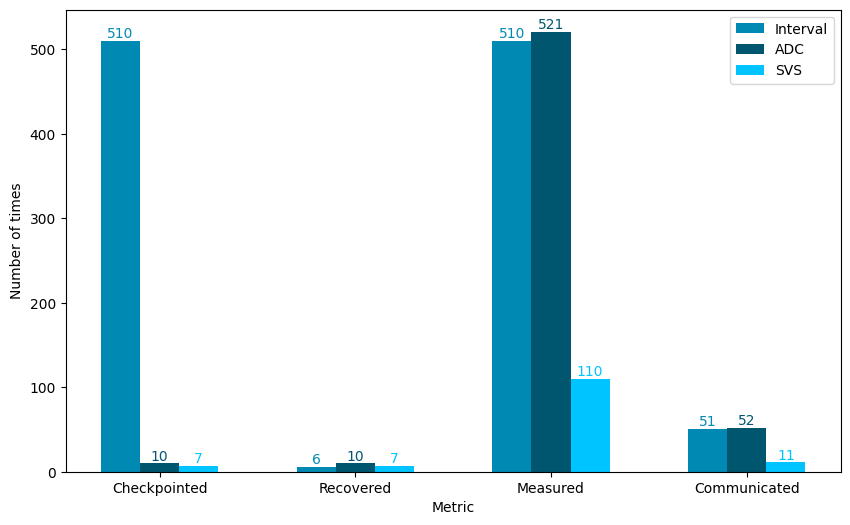 Number of times
500
400
300
200
100
0
510
10
7
6
10
7
510
521
110
51
52
11
Interval
ADC
SVS
Checkpointed
Recovered
Measured
Communicated
Metric